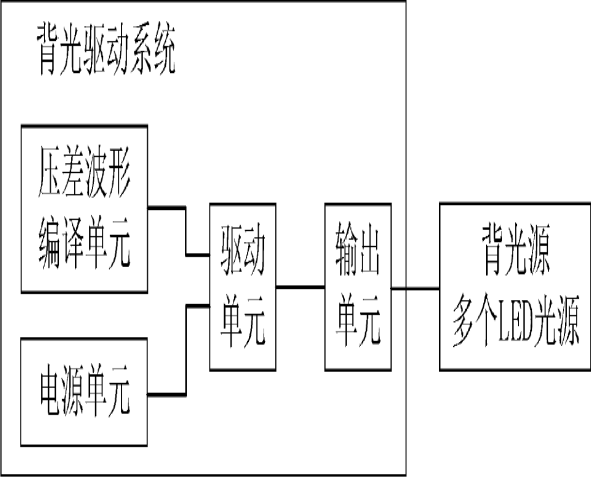 背光驱动系统
压差波形
编译单元
驱动
单元
输出
单元
背光源
多个LED光源
电源单元